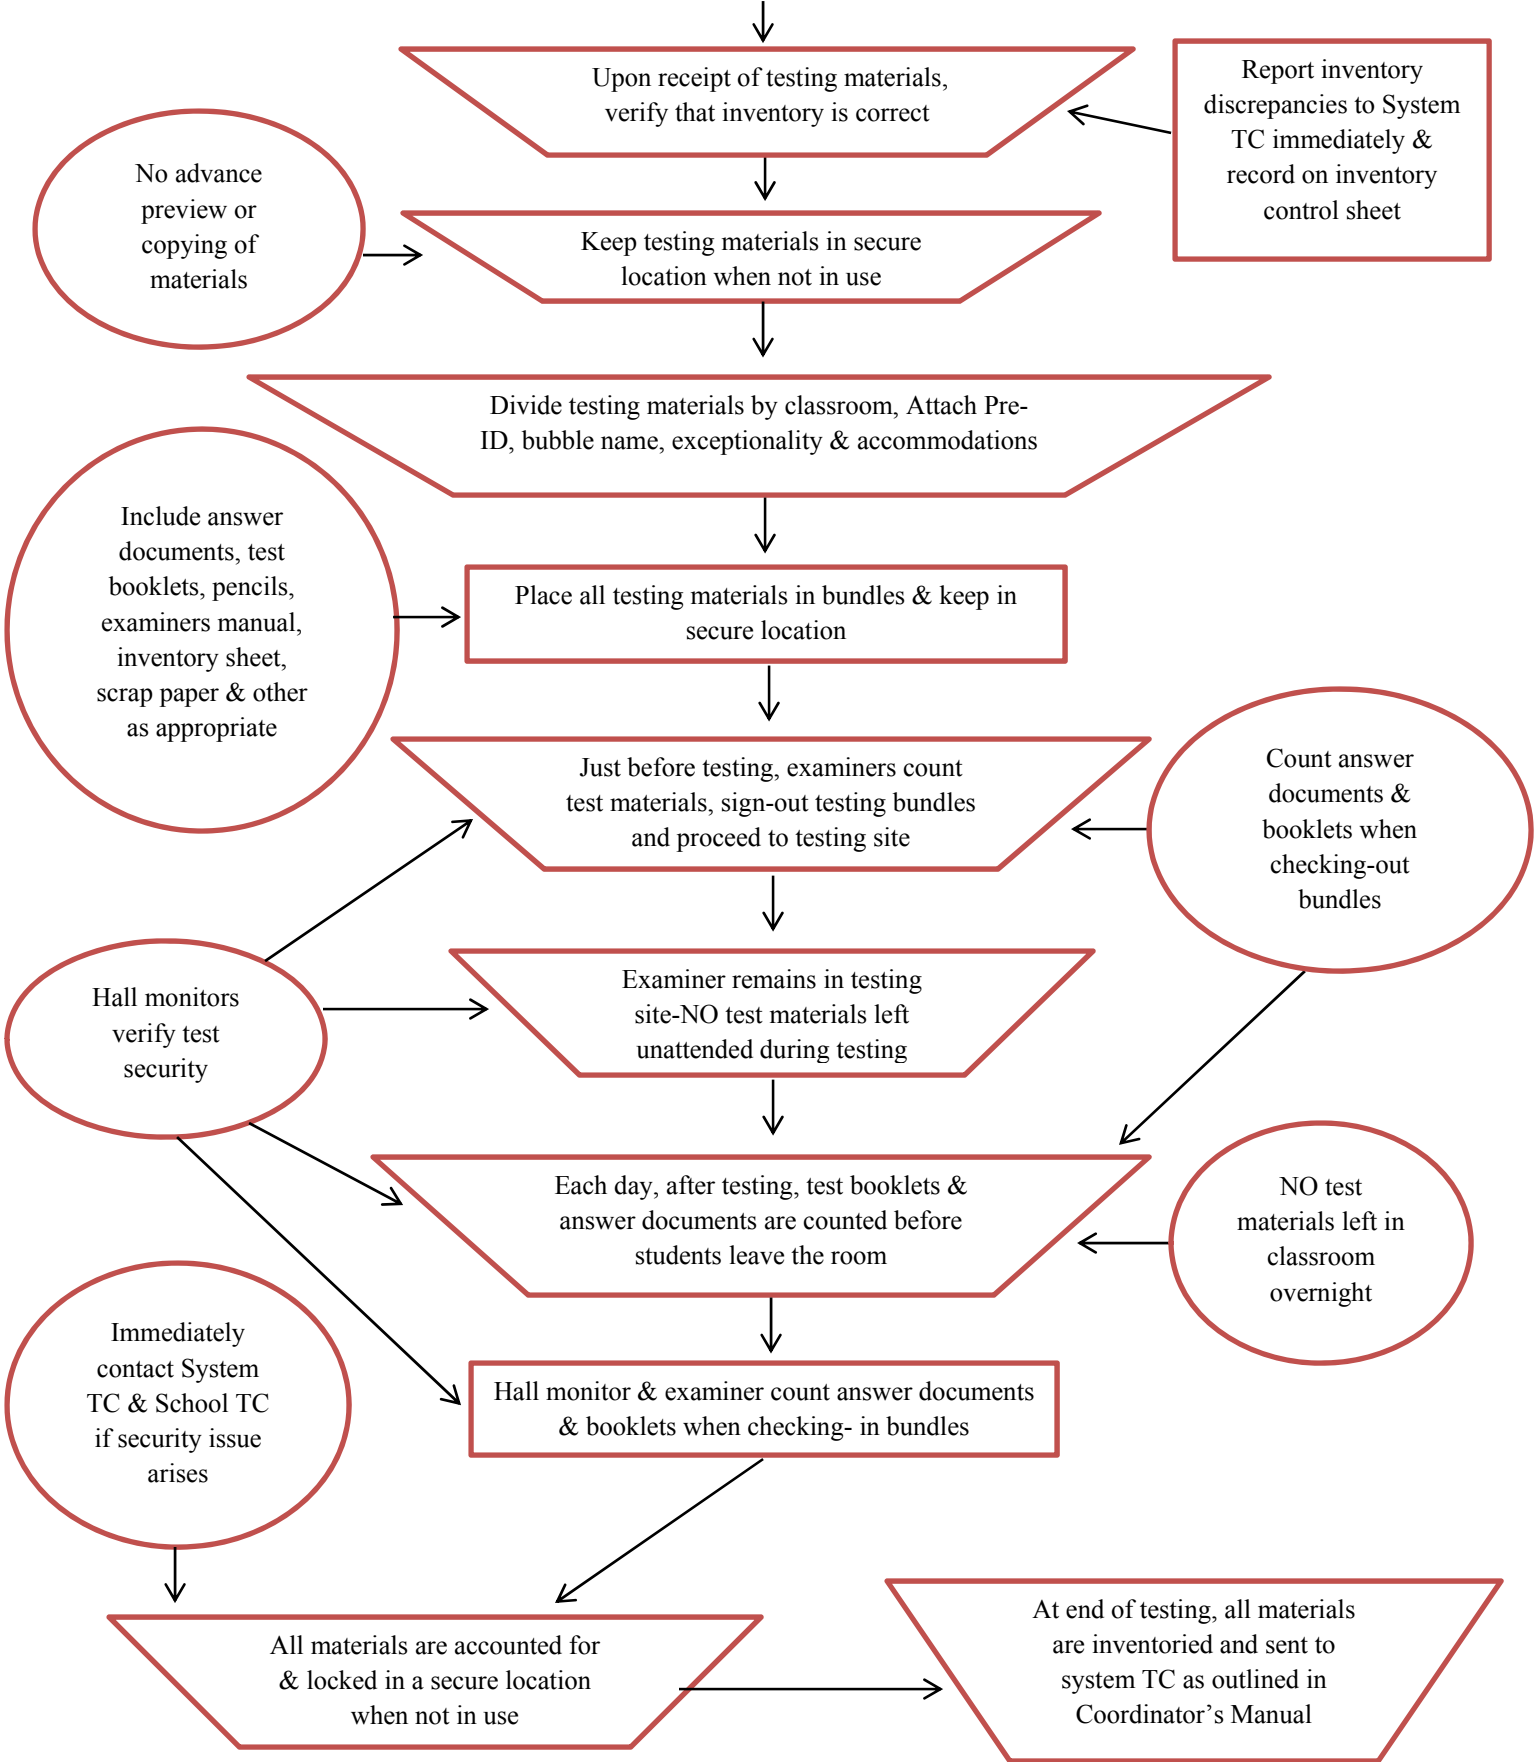 Upon receipt of testing materials,
verify that inventory is correct
Report inventory
discrepancies to System
TC immediately &
record on inventory
control sheet
No advance
preview or
copying of
materials
Keep testing materials in secure
location when not in use
Divide testing materials by classroom, Attach Pre-
ID, bubble name, exceptionality & accommodations
Include answer
documents, test
booklets, pencils,
examiners manual,
inventory sheet,
scrap paper & other
as appropriate
Place all testing materials in bundles & keep in
secure location
Just before testing, examiners count
test materials, sign-out testing bundles
and proceed to testing site
Count answer
documents &
booklets when
checking-out
bundles
Hall monitors
verify test
security
Examiner remains in testing
site-NO test materials left
unattended during testing
Each day, after testing, test booklets &
answer documents are counted before
students leave the room
NO test
materials left in
classroom
overnight
Immediately
contact System
TC & School TC
if security issue
arises
Hall monitor & examiner count answer documents
& booklets when checking- in bundles
All materials are accounted for
& locked in a secure location
when not in use
At end of testing, all materials
are inventoried and sent to
system TC as outlined in
Coordinator’s Manual